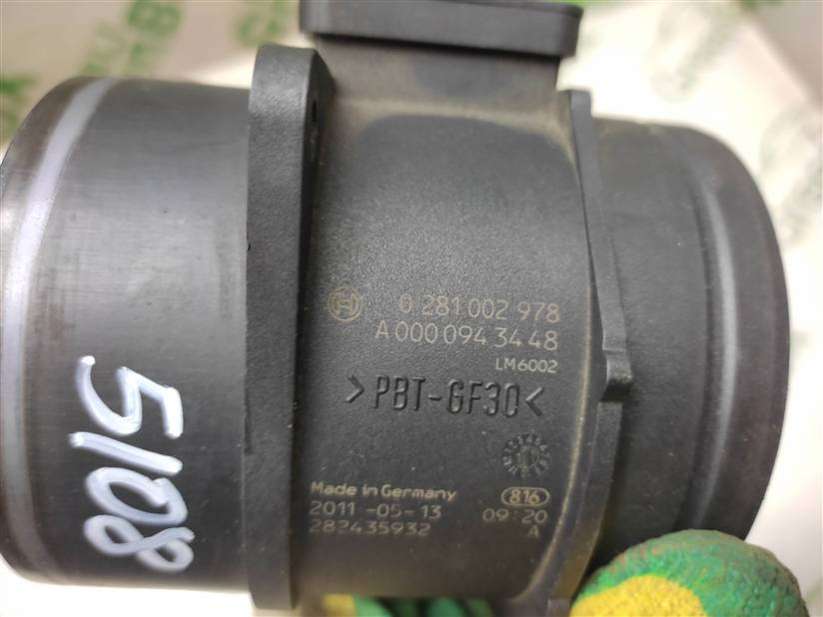 0 281 002 978
A 000 094 34 48
LM6002
>PBT-GF30<
Made in Germany
2011-05-13
282435932
816
09:20
A
5108